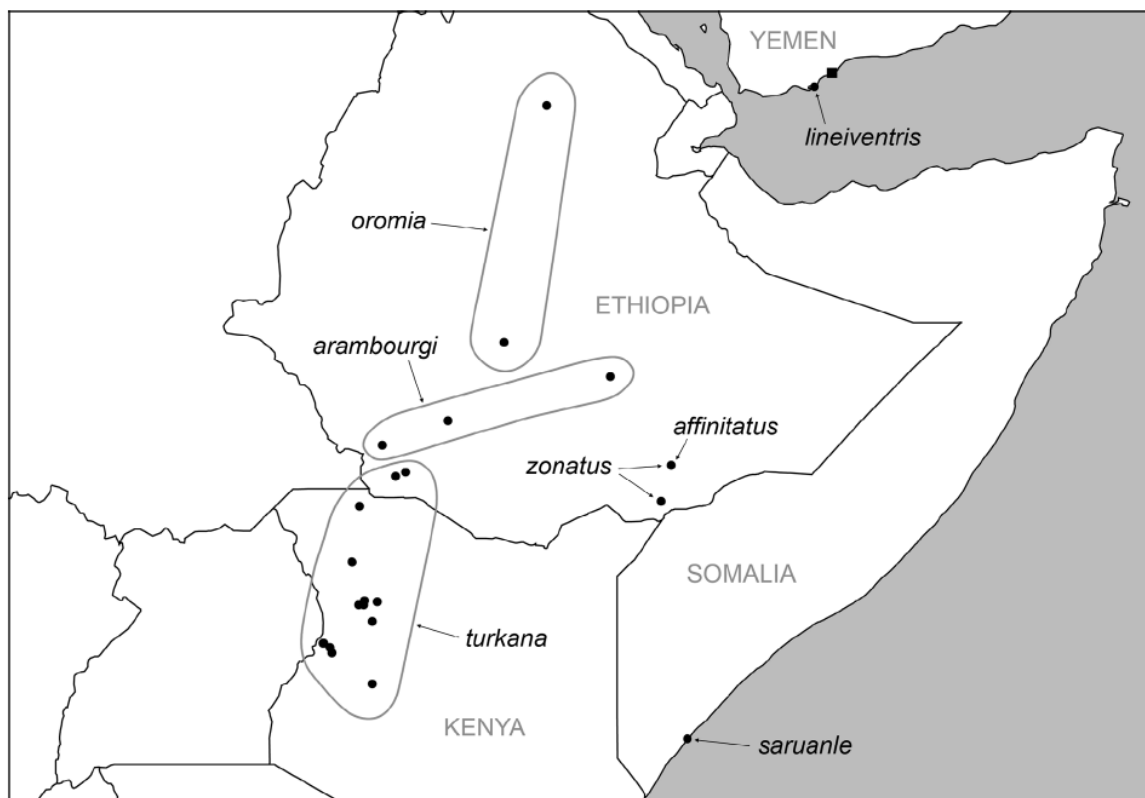 YEMEN
lineiventris
oromia
ETHIOPIA
arambourgi
affinitatus
zonatus
SOMALIA
turkana
KENYA
saruanle